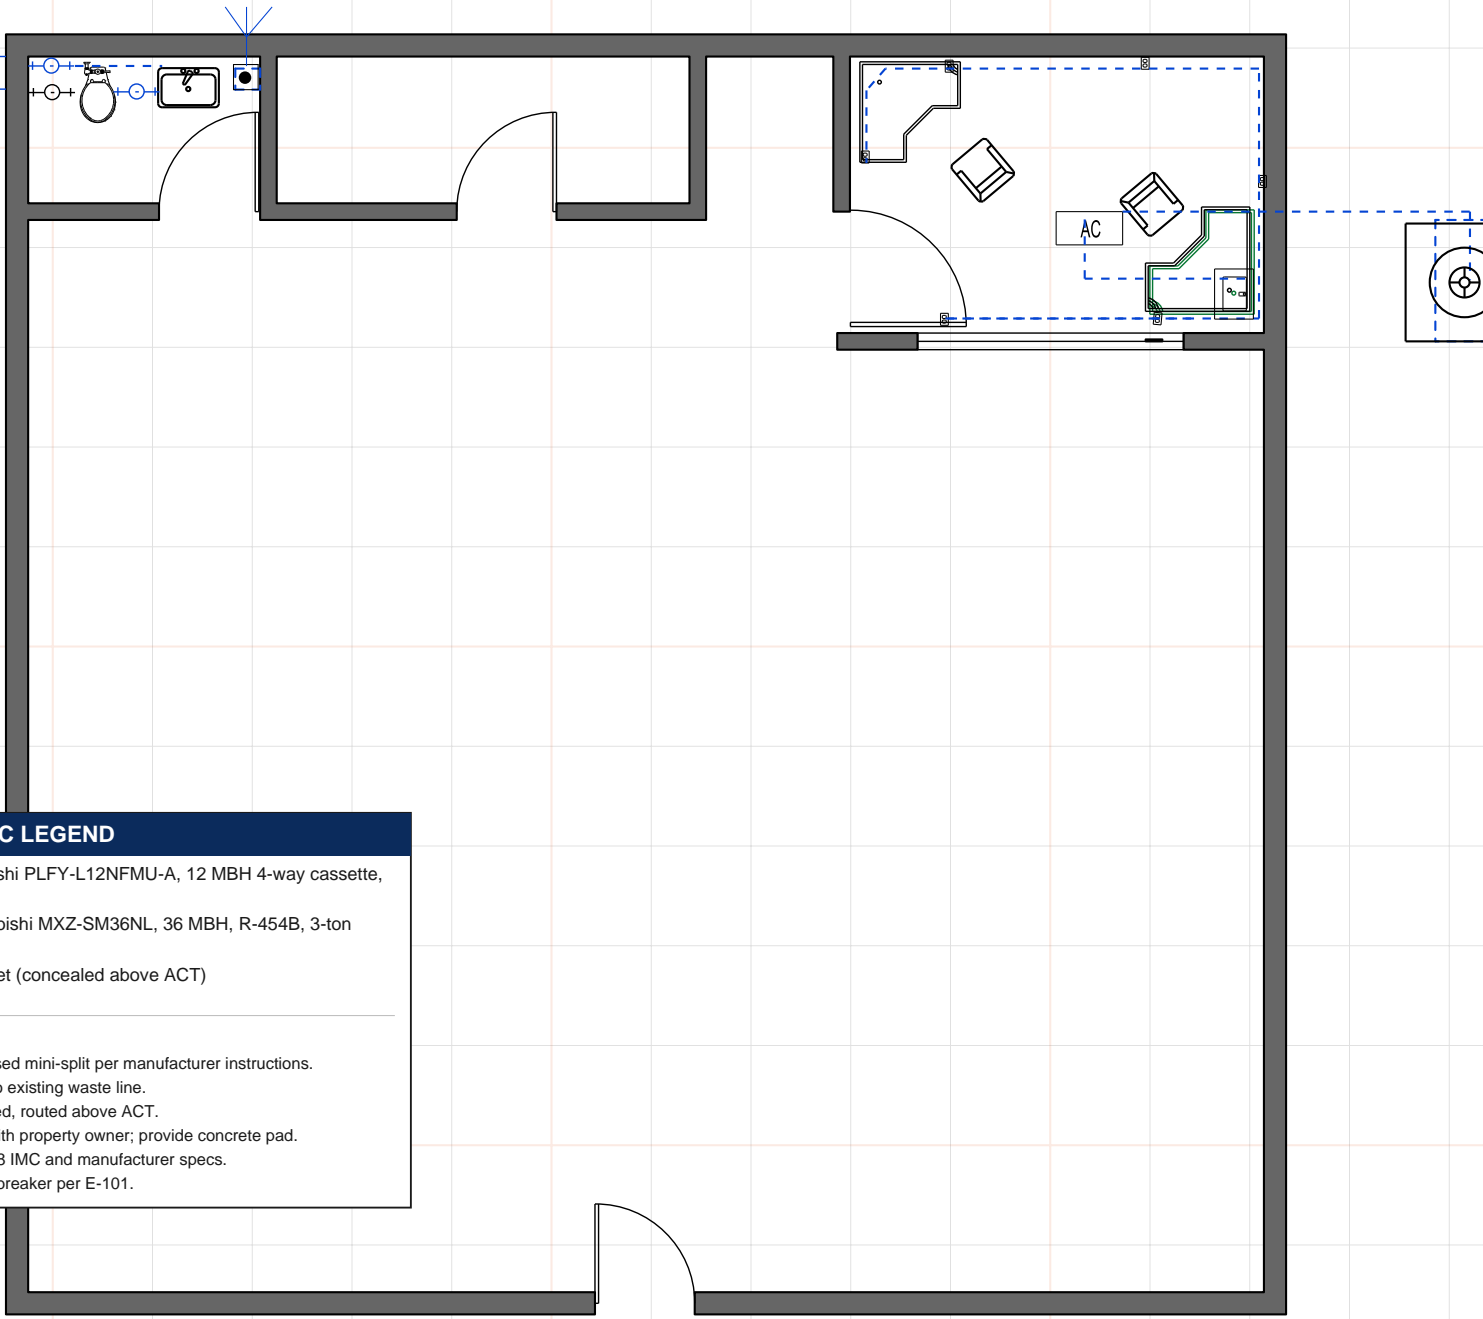 AC
C LEGEND
shi PLFY-L12NFMU-A, 12 MBH 4-way cassette,
bishi MXZ-SM36NL, 36 MBH, R-454B, 3-ton
et (concealed above ACT)
sed mini-split per manufacturer instructions.
o existing waste line.
ed, routed above ACT.
ith property owner; provide concrete pad.
8 IMC and manufacturer specs.
breaker per E-101.